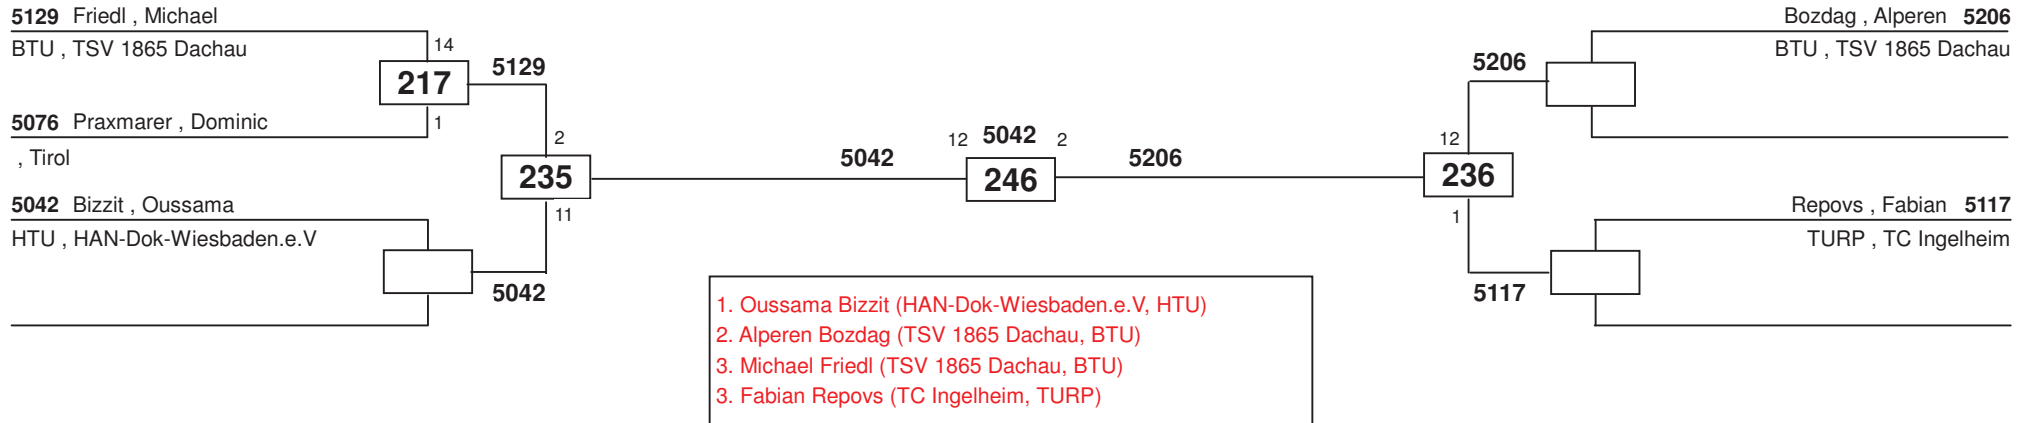 5129 Friedl , Michael
BTU , TSV 1865 Dachau
14
217
5129
5076 Praxmarer , Dominic
1
, Tirol
2
235
11
5042 Bizzit , Oussama
HTU , HAN-Dok-Wiesbaden.e.V
5042
5042
12 5042 2
246
5206
Bozdag , Alperen 5206
BTU , TSV 1865 Dachau
5206
12
236
1
Repovs , Fabian 5117
TURP , TC Ingelheim
5117
1. Oussama Bizzit (HAN-Dok-Wiesbaden.e.V, HTU)
2. Alperen Bozdag (TSV 1865 Dachau, BTU)
3. Michael Friedl (TSV 1865 Dachau, BTU)
3. Fabian Repovs (TC Ingelheim, TURP)